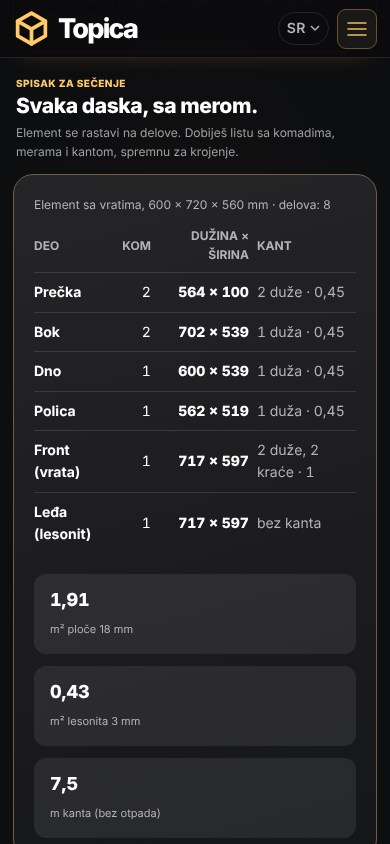 Topica
SR
SPISAK ZA SEČENJE
Svaka daska, sa merom.
Element se rastavi na delove. Dobiješ listu sa komadima,
merama i kantom, spremnu za krojenje.
Element sa vratima, 600 × 720 × 560 mm · delova: 8
DEO KOM DUŽINA × ŠIRINA KANT
Prečka 2 564 × 100 2 duže · 0,45
Bok 2 702 × 539 1 duža · 0,45
Dno 1 600 × 539 1 duža · 0,45
Polica 1 562 × 519 1 duža · 0,45
Front (vrata) 1 717 × 597 2 duže, 2 kraće · 1
Leđa (lesonit) 1 717 × 597 bez kanta
1,91
m² ploče 18 mm
0,43
m² lesonita 3 mm
7,5
m kanta (bez otpada)